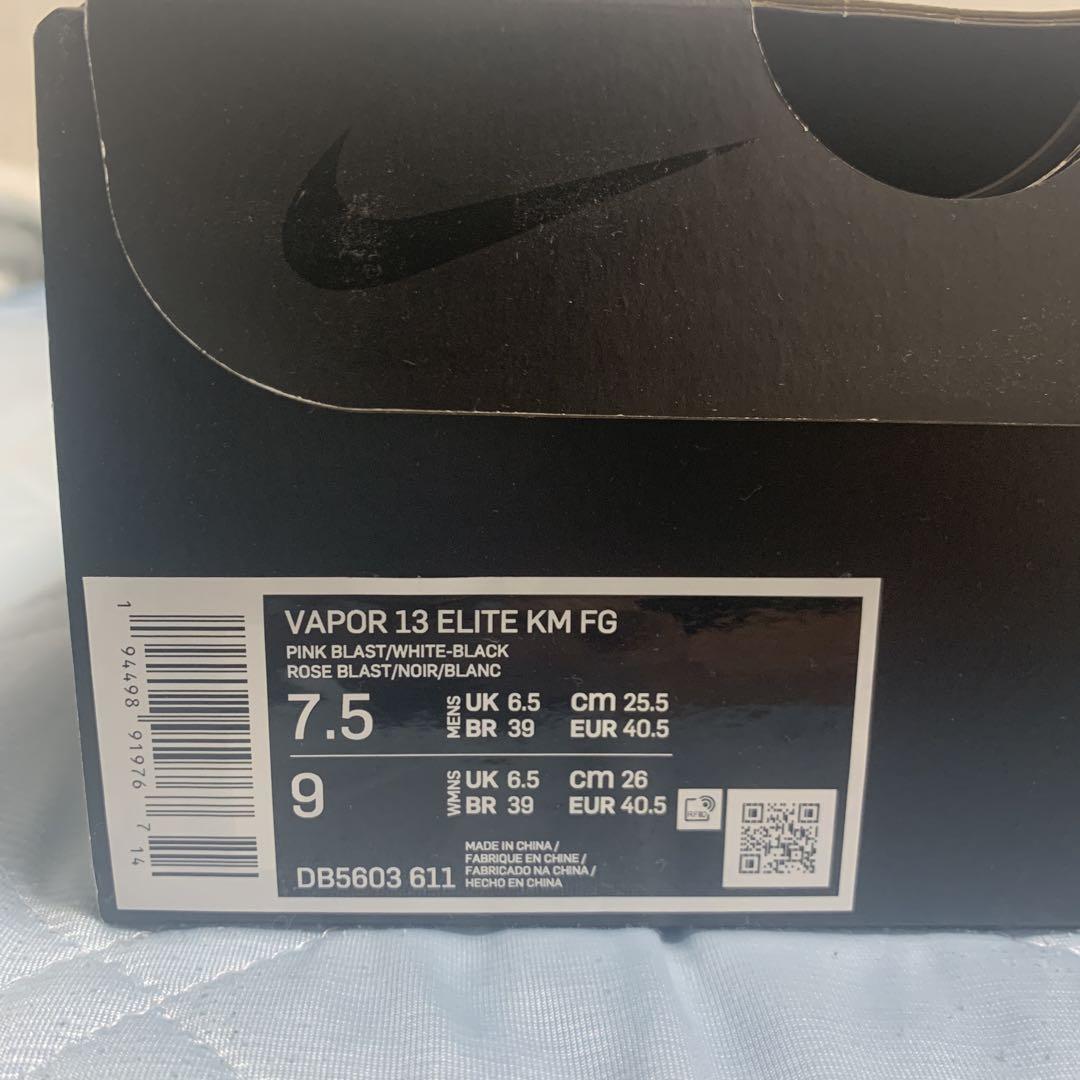 VAPOR 13 ELITE KM FG
PINK BLAST/WHITE-BLACK
ROSE BLAST/NOIR/BLANC
7.5 MENS UK 6.5 cm 25.5
BR 39 EUR 40.5
9 WMNS UK 6.5 cm 26
BR 39 EUR 40.5
RFID
MADE IN CHINA /
FABRIQUE EN CHINE /
FABRICADO NA CHINA /
HECHO EN CHINA
DB5603 611
1 94498 91976 7 14